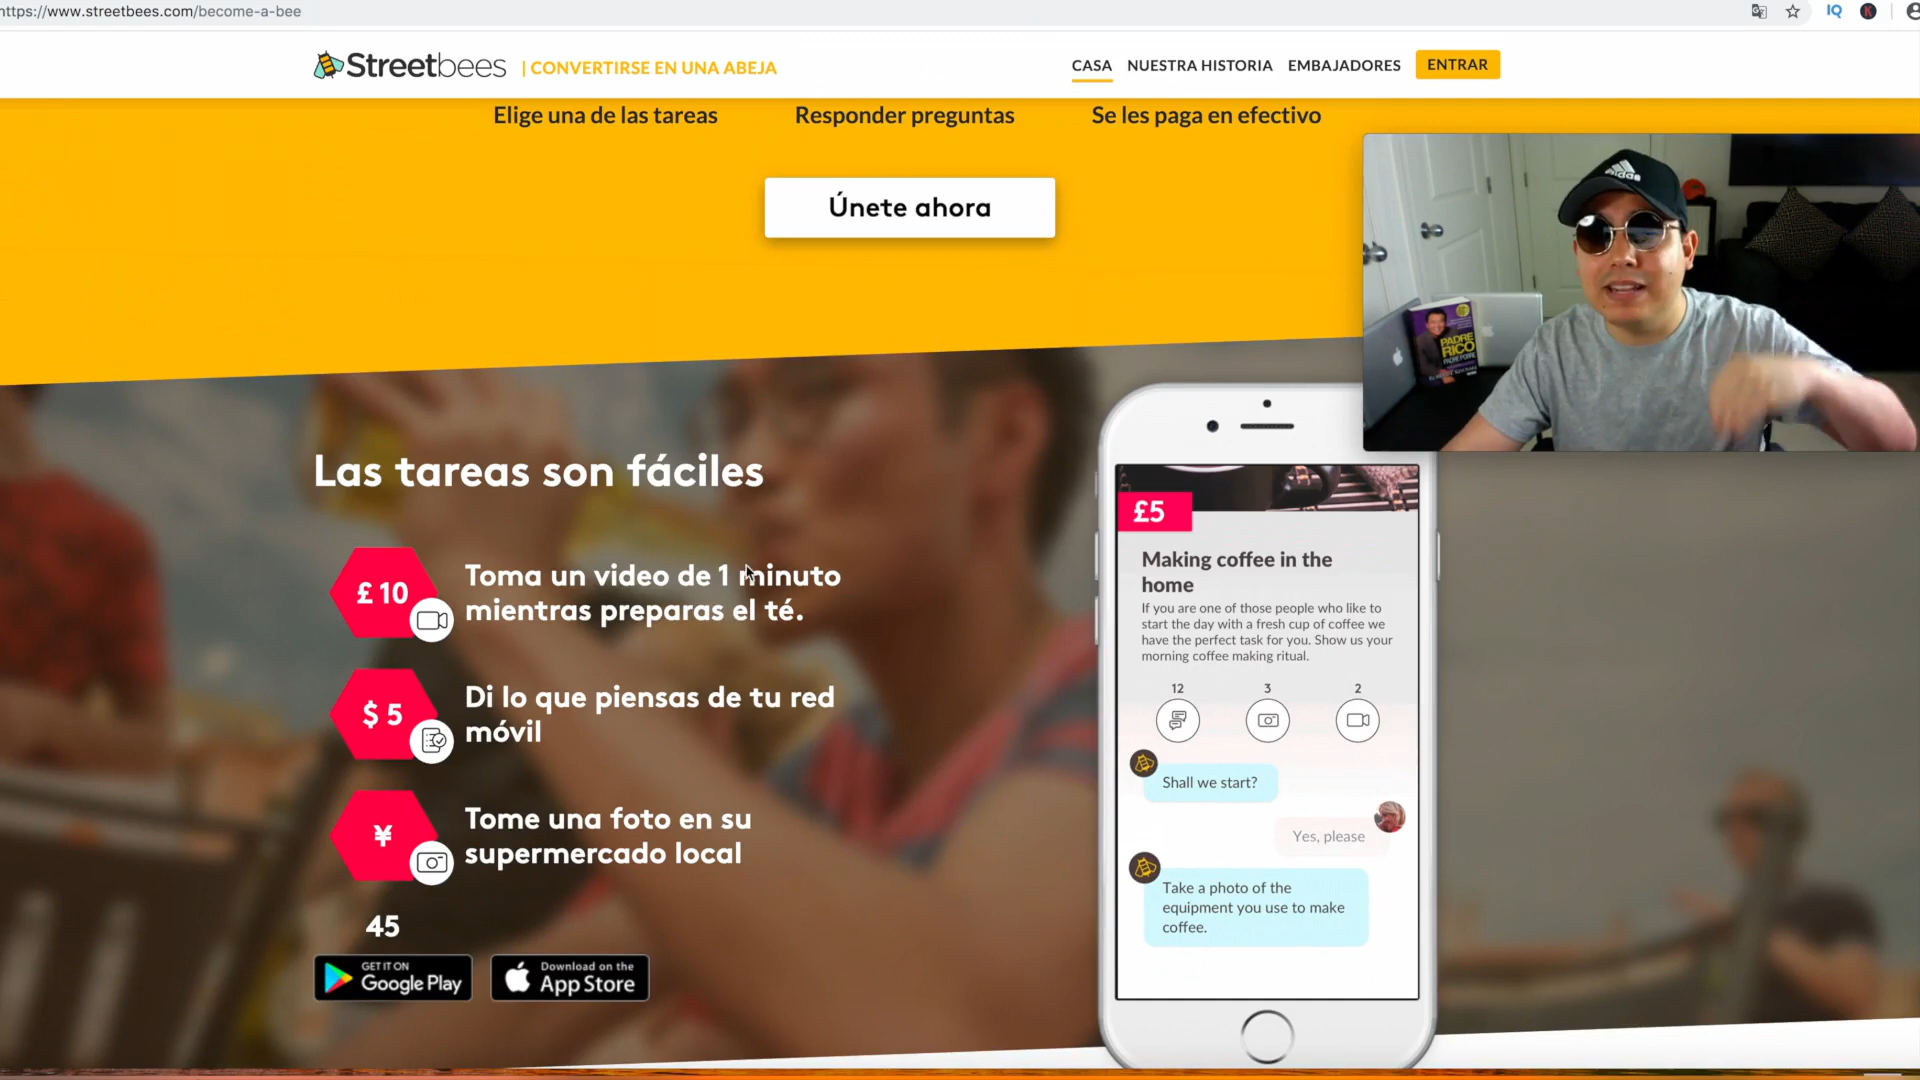 https://www.streetbees.com/become-a-bee
IQ
K
Streetbees | CONVERTIRSE EN UNA ABEJA
CASA NUESTRA HISTORIA EMBAJADORES ENTRAR
Elige una de las tareas
Responder preguntas
Se les paga en efectivo
Únete ahora
adidas
PADRE
RICO
PADRE POBRE
Las tareas son fáciles
£ 10
Toma un video de 1 minuto
mientras preparas el té.
$ 5
Di lo que piensas de tu red
móvil
¥
45
Tome una foto en su
supermercado local
GET IT ON
Google Play
Download on the
App Store
£5
Making coffee in the
home
If you are one of those people who like to
start the day with a fresh cup of coffee we
have the perfect task for you. Show us your
morning coffee making ritual.
12 3 2
Shall we start?
Yes, please
Take a photo of the
equipment you use to make
coffee.